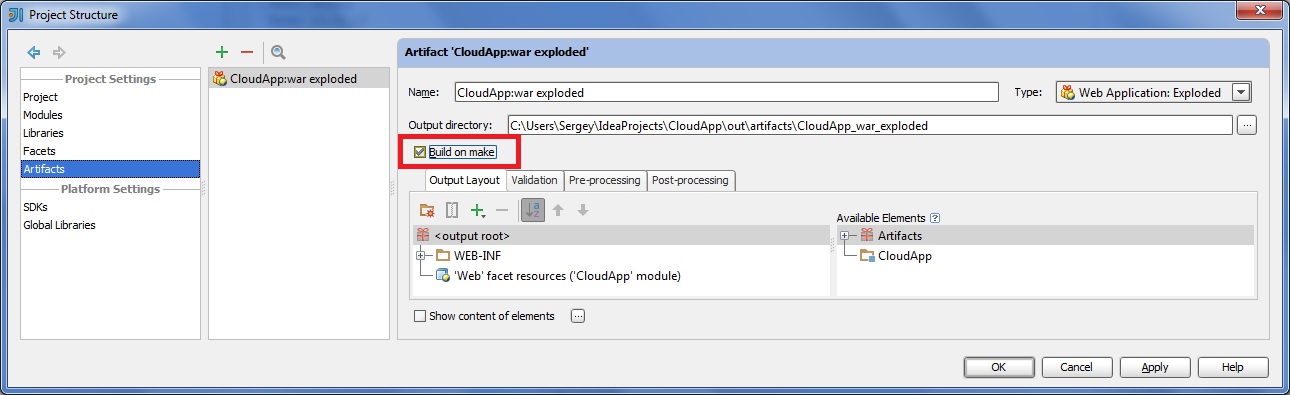 Project Structure
Project Settings
Project
Modules
Libraries
Facets
Artifacts
Platform Settings
SDKs
Global Libraries
CloudApp:war exploded
Artifact 'CloudApp:war exploded'
Name: CloudApp:war exploded Type: Web Application: Exploded
Output directory: C:\Users\Sergey\IdeaProjects\CloudApp\out\artifacts\CloudApp_war_exploded ...
Build on make
Output Layout Validation Pre-processing Post-processing
a z
<output root>
WEB-INF
'Web' facet resources ('CloudApp' module)
Available Elements ?
Artifacts
CloudApp
Show content of elements ...
OK Cancel Apply Help